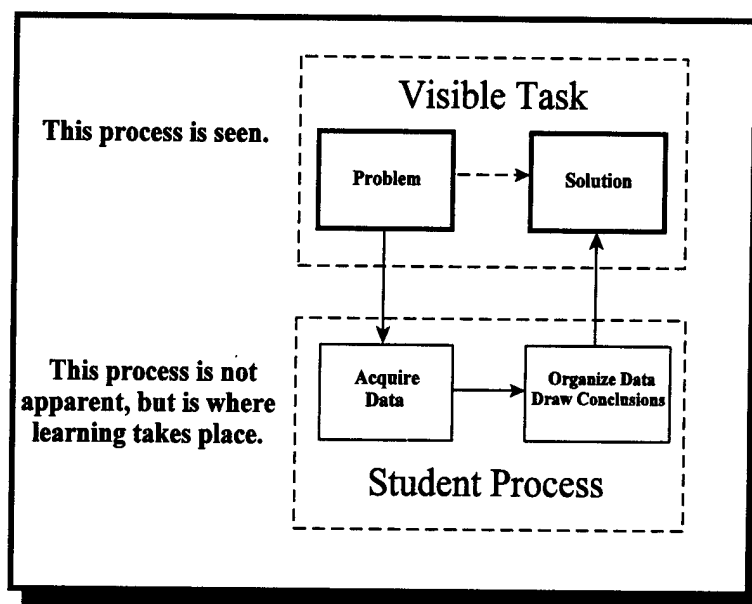 Visible Task
This process is seen.
Problem
Solution
This process is not
apparent, but is where
learning takes place.
Acquire
Data
Organize Data
Draw Conclusions
Student Process